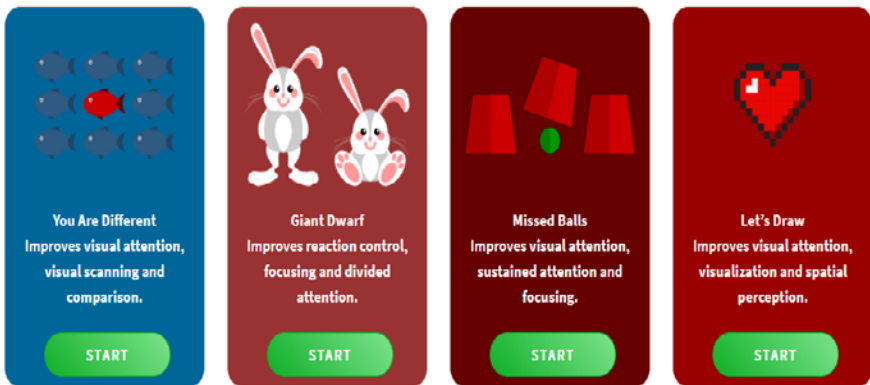 You Are Different
Improves visual attention,
visual scanning and
comparison.
START
Giant Dwarf
Improves reaction control,
focusing and divided
attention.
START
Missed Balls
Improves visual attention,
sustained attention and
focusing.
START
Let's Draw
Improves visual attention,
visualization and spatial
perception.
START